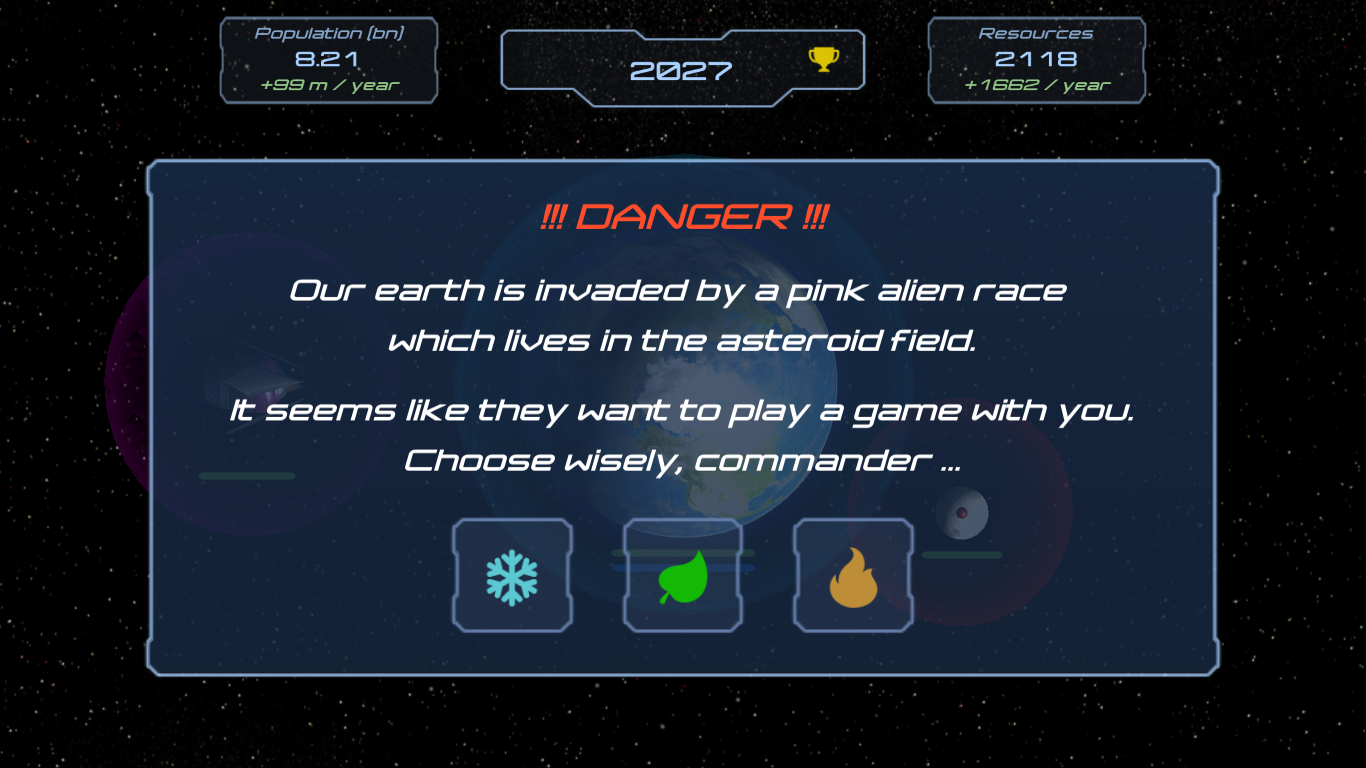 Population (bn)
8.21
+99 m / year
2027
Resources
2118
+1662 / year
!!! DANGER !!!
Our earth is invaded by a pink alien race
which lives in the asteroid field.
It seems like they want to play a game with you.
Choose wisely, commander ...